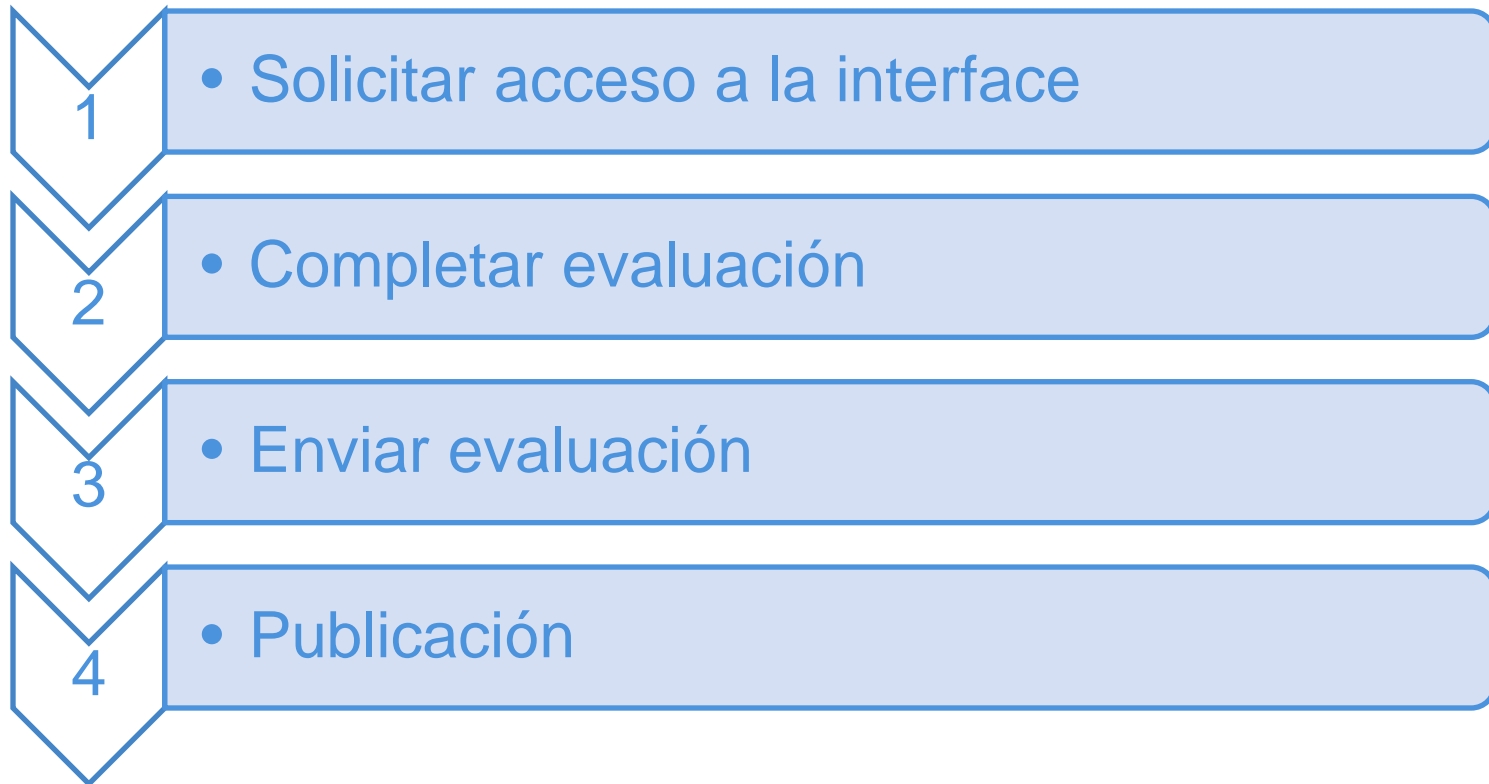 1
• Solicitar acceso a la interface
2
• Completar evaluación
3
• Enviar evaluación
4
• Publicación